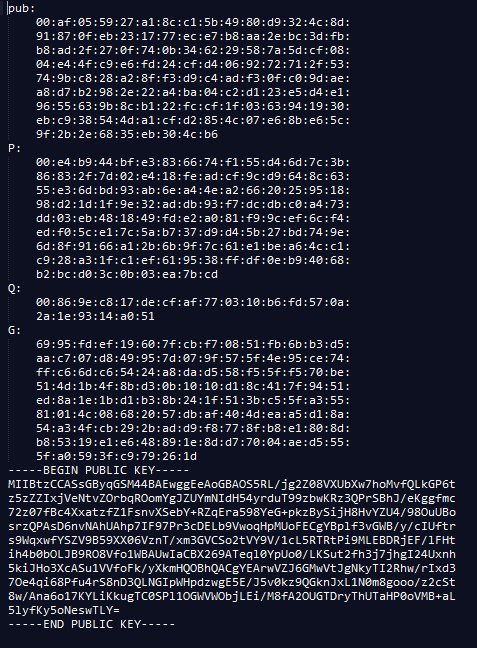 pub:
00:af:05:59:27:a1:8c:c1:5b:49:80:d9:32:4c:8d:
91:87:0f:eb:23:17:77:ec:e7:b8:aa:2e:bc:3d:fb:
b8:ad:2f:27:0f:74:0b:34:62:29:58:7a:5d:cf:08:
04:e4:4f:c9:e6:fd:24:cf:d4:06:92:72:71:2f:53:
74:9b:c8:28:a2:8f:f3:d9:c4:ad:f3:0f:c0:9d:ae:
a8:d7:b2:98:2e:22:a4:ba:04:c2:d1:23:e5:d4:e1:
96:55:63:9b:8c:b1:22:fc:cf:1f:03:63:94:19:30:
eb:c9:38:54:4d:a1:cf:d2:85:4c:07:e6:8b:e6:5c:
9f:2b:2e:68:35:eb:30:4c:b6
P:
00:e4:b9:44:bf:e3:83:66:74:f1:55:d4:6d:7c:3b:
86:83:2f:7d:02:e4:18:fe:ad:cf:9c:d9:64:8c:63:
55:e3:6d:bd:93:ab:6e:a4:4e:a2:66:20:25:95:18:
98:d2:1d:1f:9e:32:ad:db:93:f7:dc:db:c0:a4:73:
dd:03:eb:48:18:49:fd:e2:a0:81:f9:9c:ef:6c:f4:
ed:f0:5c:e1:7c:5a:b7:37:d9:d4:5b:27:bd:74:9e:
6d:8f:91:66:a1:2b:6b:9f:7c:61:e1:be:a6:4c:c1:
c9:28:a3:1f:c1:ef:61:95:38:ff:df:0e:b9:40:68:
b2:bc:d0:3c:0b:03:ea:7b:cd
Q:
00:86:9e:c8:17:de:cf:af:77:03:10:b6:fd:57:0a:
2a:1e:93:14:a0:51
G:
69:95:fd:ef:19:60:7f:cb:f7:08:51:fb:6b:b3:d5:
aa:c7:07:d8:49:95:7d:07:9f:57:5f:4e:95:ce:74:
ff:c6:6d:c6:54:24:a8:da:d5:58:f5:5f:f5:70:be:
51:4d:1b:4f:8b:d3:0b:10:10:d1:8c:41:7f:94:51:
ed:8a:1e:1b:d1:b3:8b:24:1f:51:3b:c5:5f:a3:55:
81:01:4c:08:68:20:57:db:af:40:4d:ea:a5:d1:8a:
54:a3:4f:cb:29:2b:ad:d9:f8:77:8f:b8:e1:80:8d:
b8:53:19:e1:e6:48:89:1e:8d:d7:70:04:ae:d5:55:
5f:a0:59:3f:c9:79:26:1d
-----BEGIN PUBLIC KEY-----
MIIBtzCCASsGByqGSM44BAEwggEeAoGBAOS5RL/jg2Z08VXUbXw7hoMvfQLkGP6t
z5zZZIxjVeNtvZOrbqROomYgJZUYmNIdH54yrduT99zbwKRz3QPrSBhJ/eKggfmc
72z07fBc4XxatzfZ1FsnvXSebY+RZqEra598YeG+pkzBySijH8HvYZU4/98OuUBo
srzQPAsD6nvNAhUAhp7IF97Pr3cDELb9VwoqHpMUoFECgYBplf3vGWB/y/cIUftr
s9WqxwfYSZV9B59XX06VznT/xm3GVCSo2tVY9V/1cL5RTRtPi9MLEBDRjEF/lFHt
ih4b0bOLJB9RO8Vfo1WBAUwIaCBX269ATeql0YpUo0/LKSut2fh3j7jhgI24Uxnh
5kiJHo3XcASu1VVfoFk/yXkmHQOBhQACgYEArwVZJ6GMwVtJgNkyTI2Rhw/rIxd3
7Oe4qi68Pfu4rS8nD3QLNGIpWHpdzwgE5E/J5v0kz9QGknJxL1N0m8gooo/z2cSt
8w/Ana6o17KYLiKkugTC0SPl1OGWVWObjLEi/M8fA2OUGTDryThUTaHP0oVMB+aL
5lyfKy5oNeswTLY=
-----END PUBLIC KEY-----